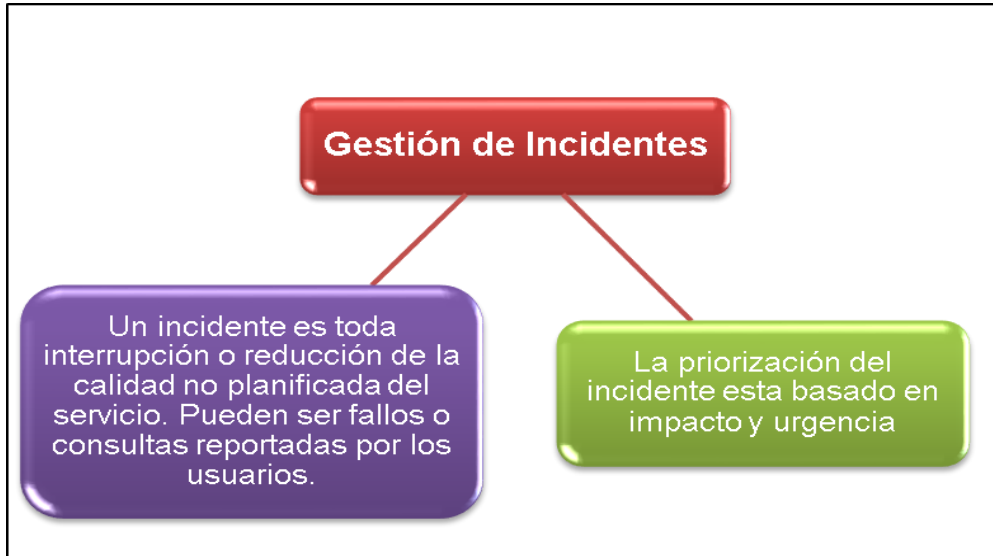 Gestión de Incidentes
Un incidente es toda
interrupción o reducción de la
calidad no planificada del
servicio. Pueden ser fallos o
consultas reportadas por los
usuarios.
La priorización del
incidente esta basado en
impacto y urgencia